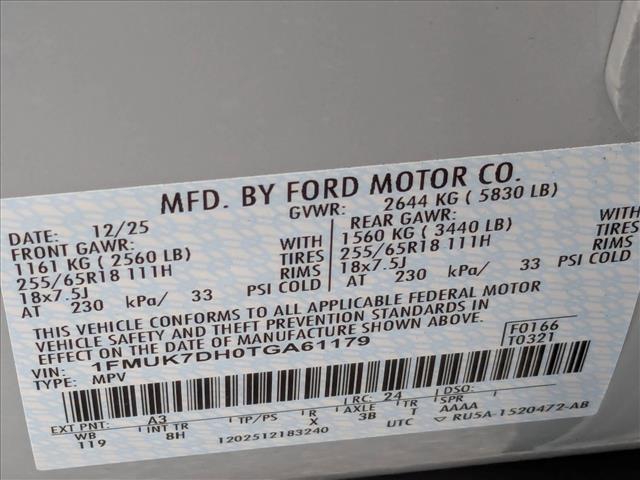 MFD. BY FORD MOTOR CO.
DATE: 12/25 GVWR: 2644 KG ( 5830 LB)
FRONT GAWR: REAR GAWR:
1161 KG ( 2560 LB) WITH 1560 KG ( 3440 LB) WITH
255/65R18 111H TIRES 255/65R18 111H TIRES
18x7.5J RIMS 18x7.5J RIMS
AT 230 kPa/ 33 PSI COLD AT 230 kPa/ 33 PSI COLD
THIS VEHICLE CONFORMS TO ALL APPLICABLE FEDERAL MOTOR
VEHICLE SAFETY AND THEFT PREVENTION STANDARDS IN
EFFECT ON THE DATE OF MANUFACTURE SHOWN ABOVE.
VIN: 1FMUK7DH0TGA61179 F0166
TYPE: MPV T0321
EXT PNT: A3 RC: 24 DSO:
WB INT TR TP/PS R AXLE TR SPR
119 8H X 3B T AAAA
1202512183240 UTC RU5A-1520472-AB